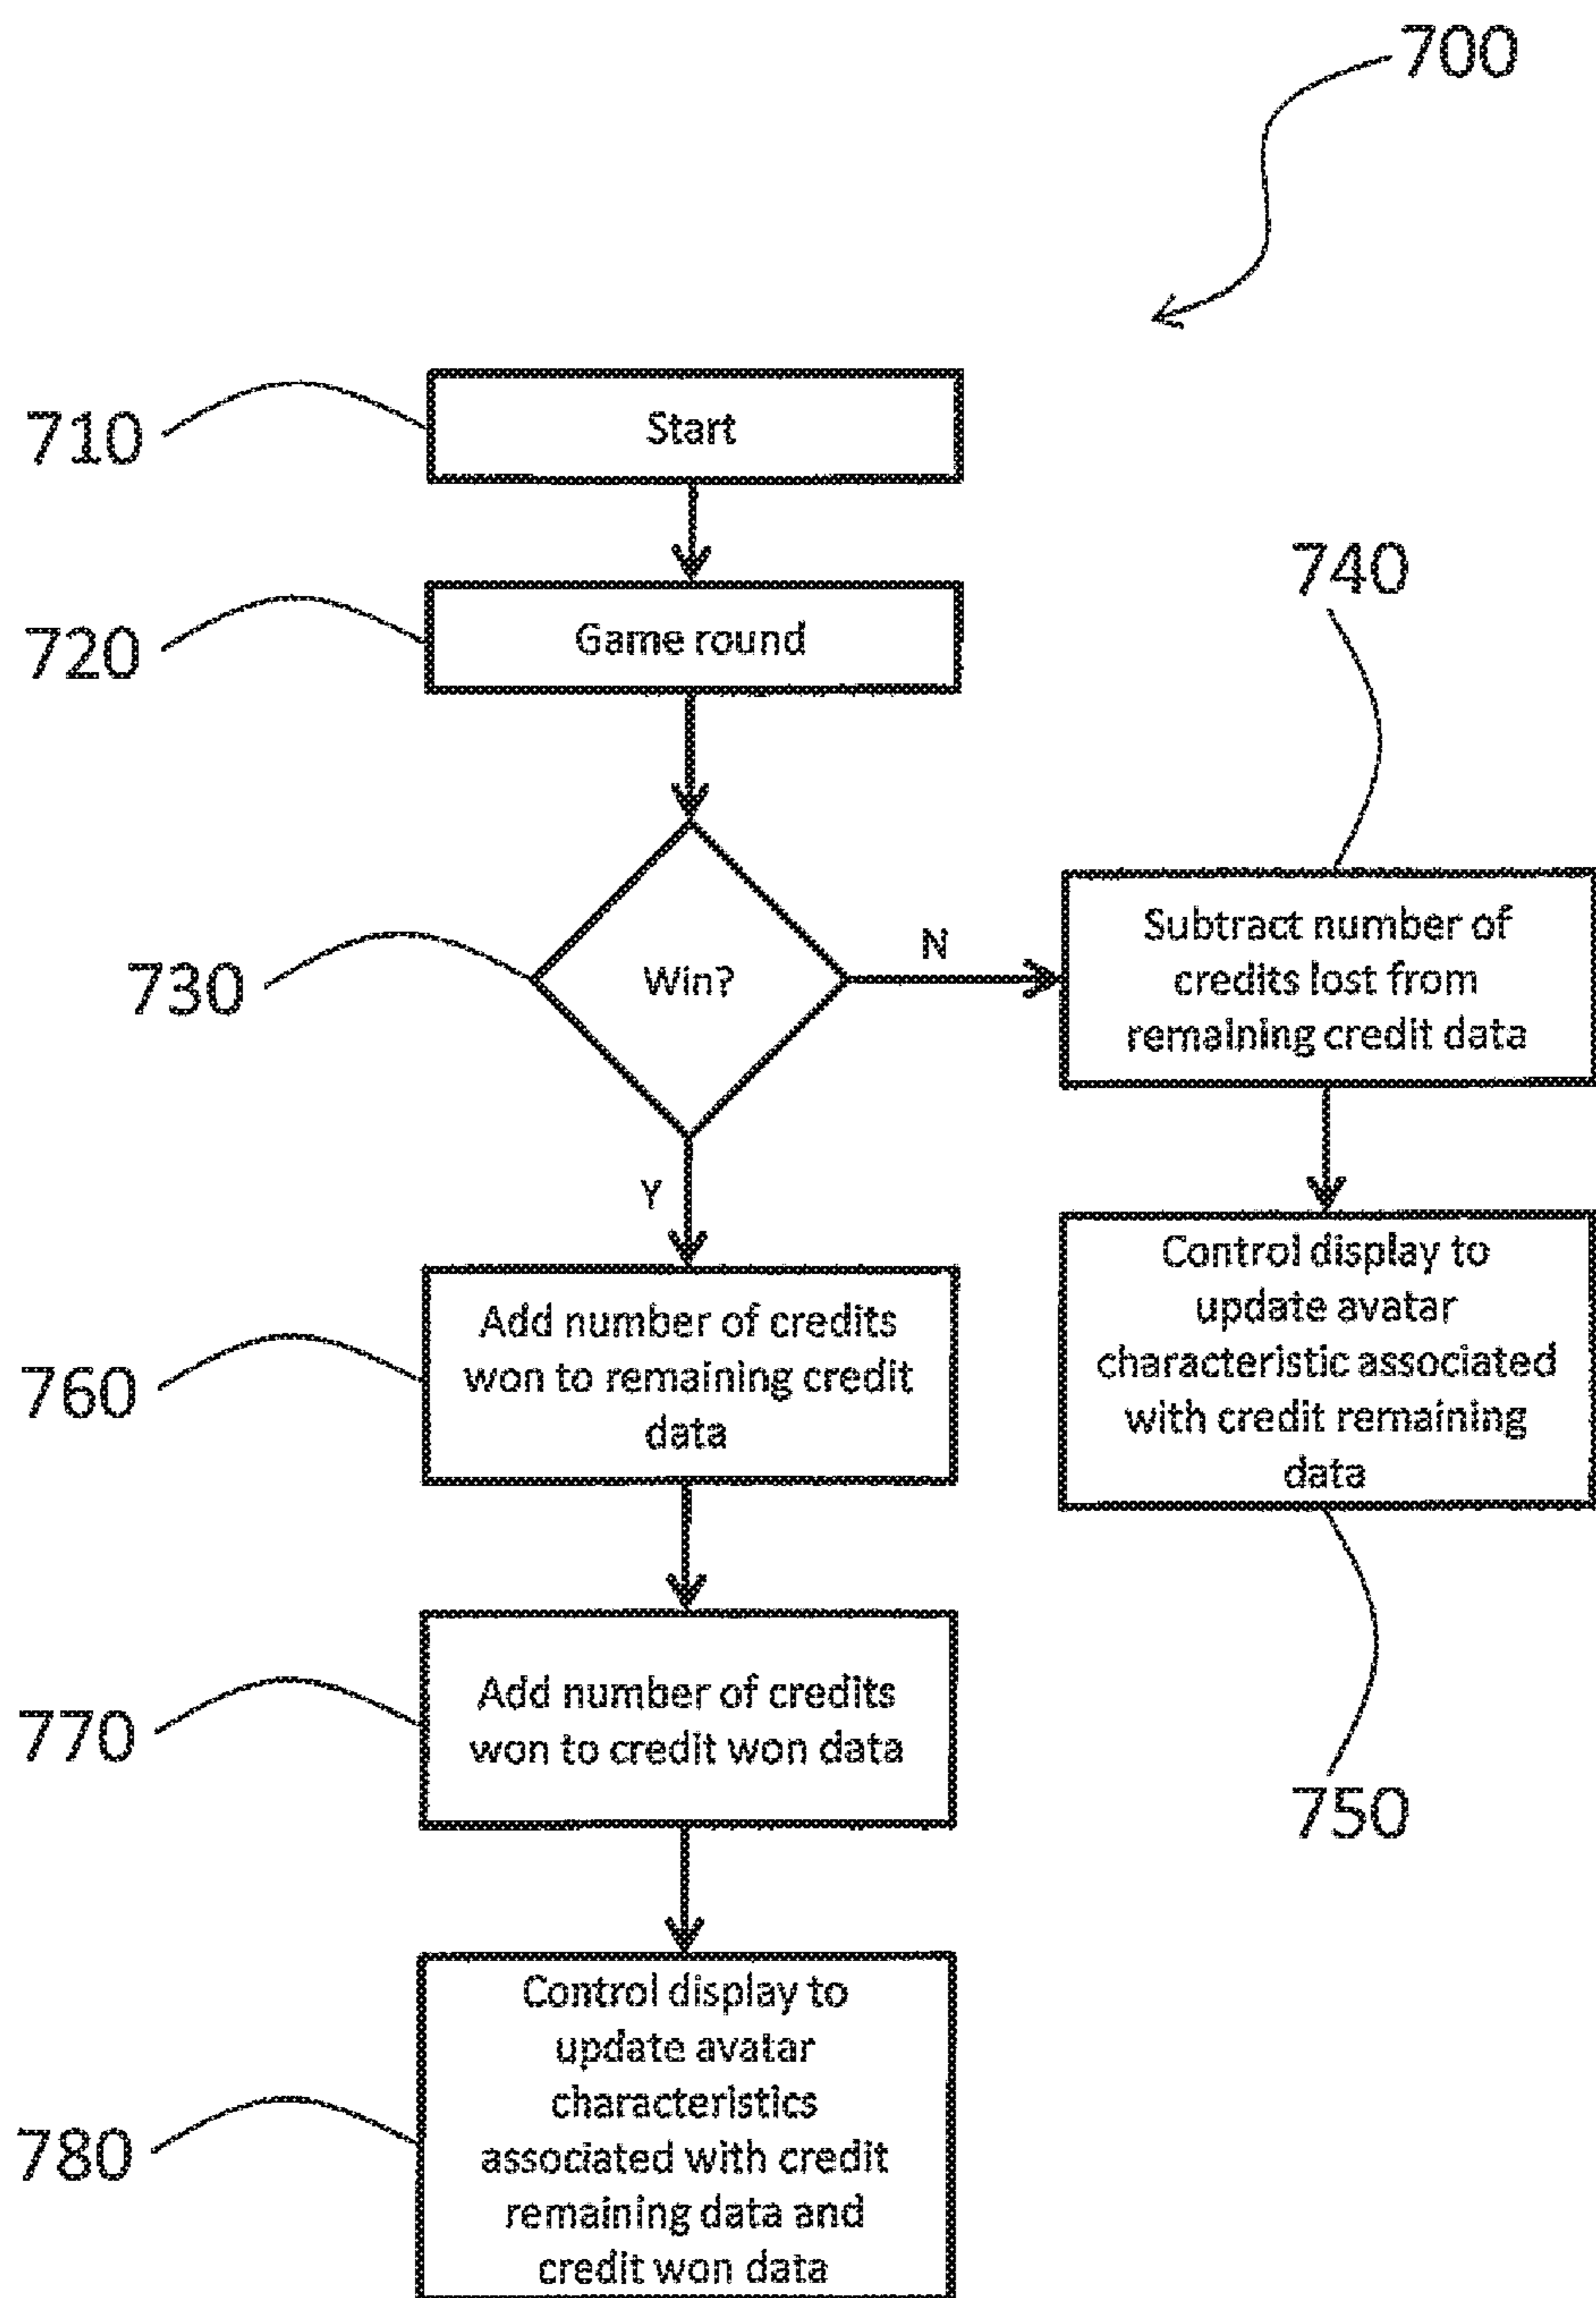 700
710
Start
720
Game round
740
730
Win?
N
Subtract number of
credits lost from
remaining credit data
Y
Control display to
update avatar
characteristic associated
with credit remaining
data
760
Add number of credits
won to remaining credit
data
770
Add number of credits
won to credit won data
750
780
Control display to
update avatar
characteristics
associated with credit
remaining data and
credit won data